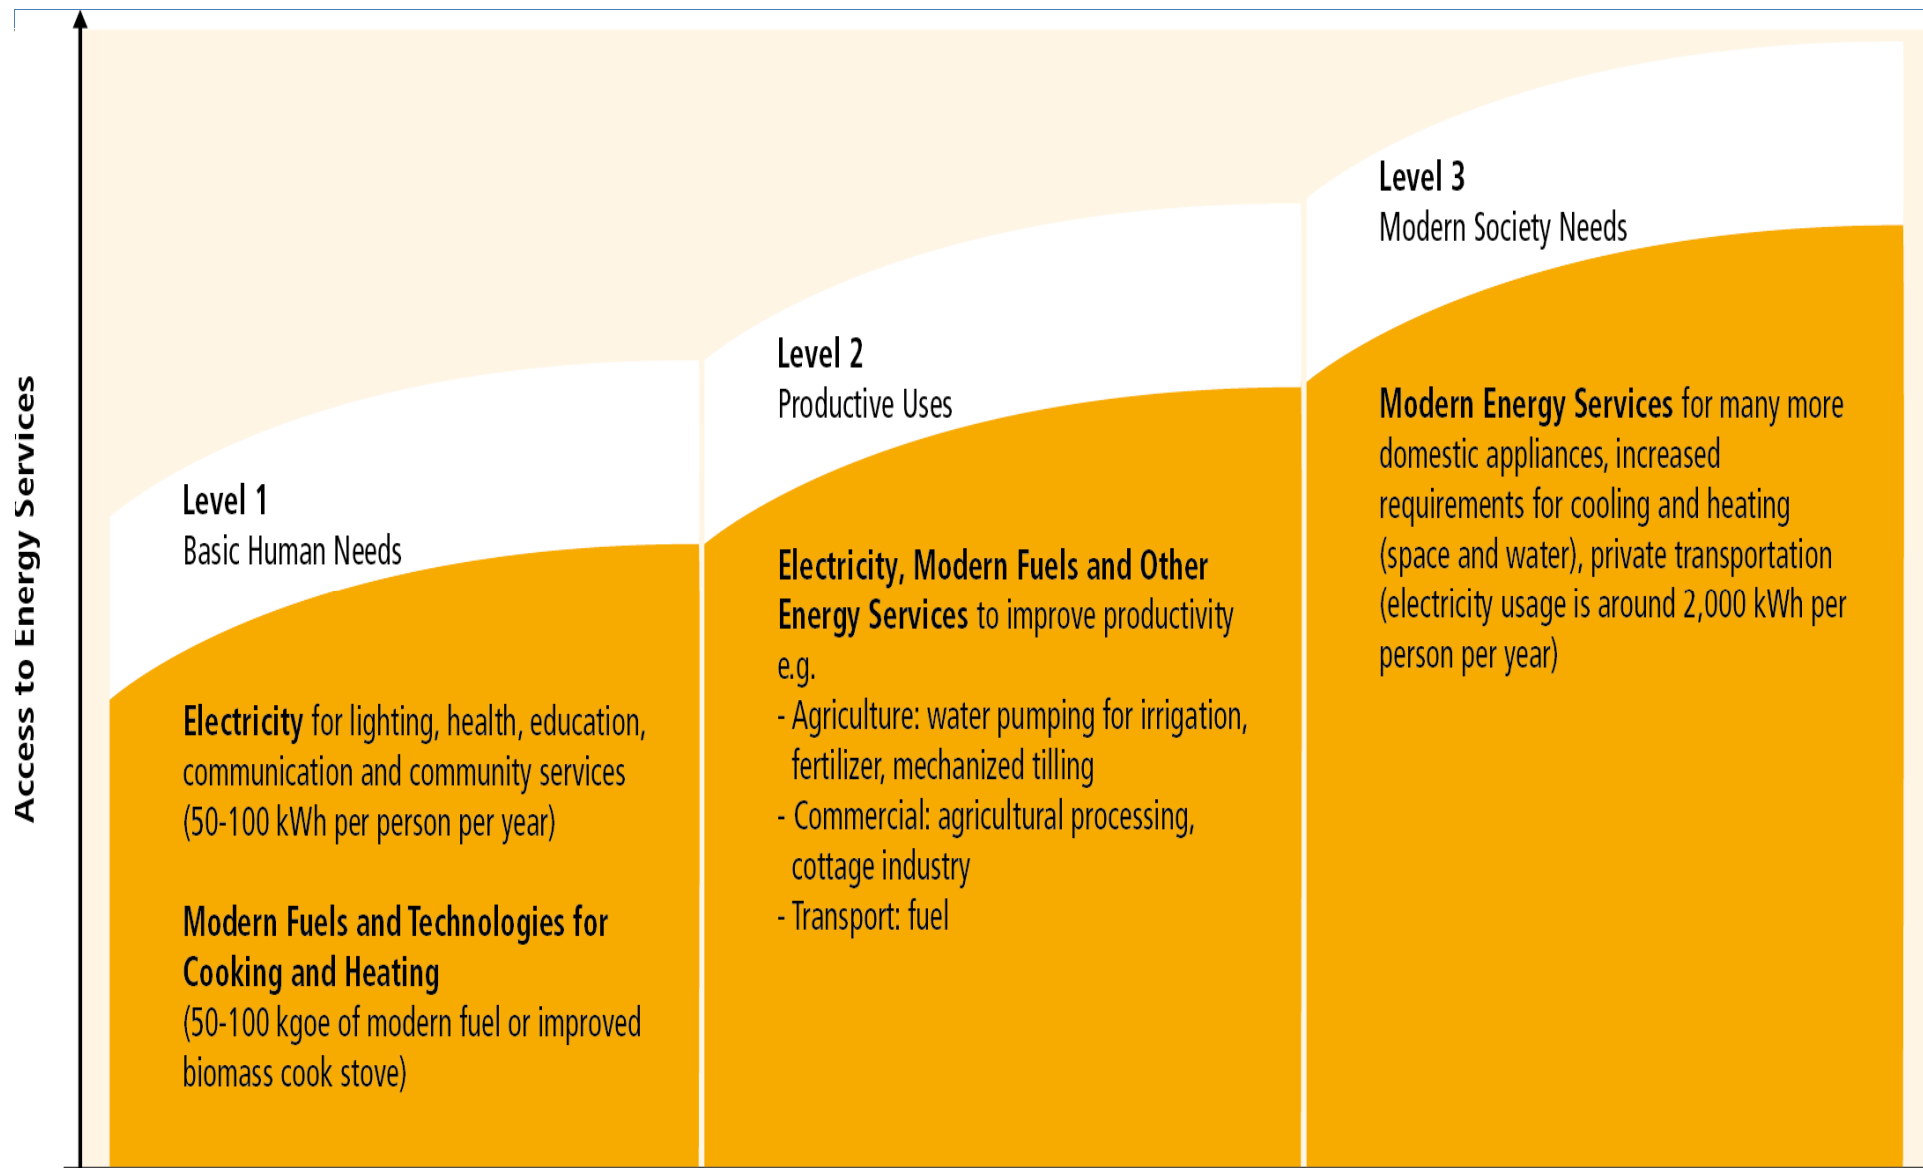 Access to Energy Services
Level 1
Basic Human Needs
Electricity for lighting, health, education,
communication and community services
(50-100 kWh per person per year)
Modern Fuels and Technologies for
Cooking and Heating
(50-100 kgoe of modern fuel or improved
biomass cook stove)
Level 2
Productive Uses
Electricity, Modern Fuels and Other
Energy Services to improve productivity
e.g.
- Agriculture: water pumping for irrigation,
fertilizer, mechanized tilling
- Commercial: agricultural processing,
cottage industry
- Transport: fuel
Level 3
Modern Society Needs
Modern Energy Services for many more
domestic appliances, increased
requirements for cooling and heating
(space and water), private transportation
(electricity usage is around 2,000 kWh per
person per year)